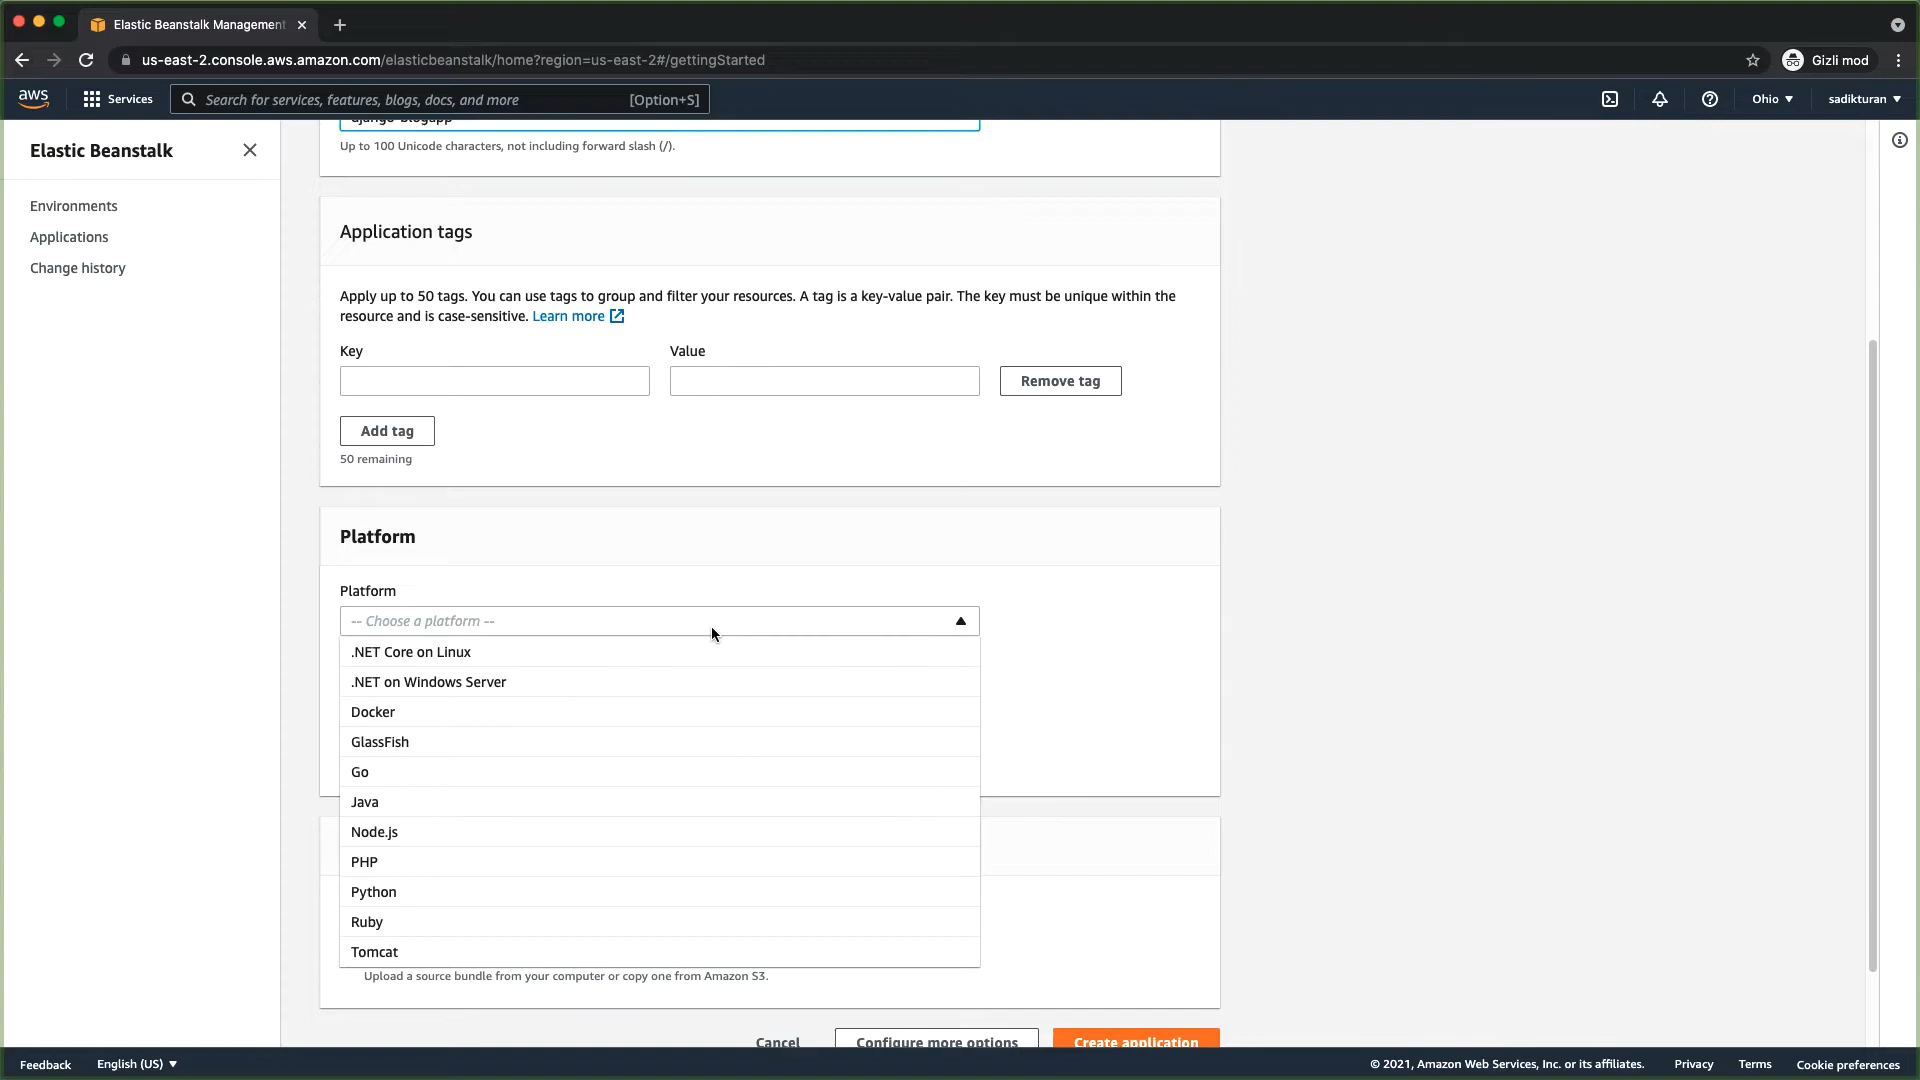 Elastic Beanstalk Management
us-east-2.console.aws.amazon.com/elasticbeanstalk/home?region=us-east-2#/gettingStarted
Gizli mod
aws
Services
Search for services, features, blogs, docs, and more
[Option+S]
Ohio
sadikturan
Elastic Beanstalk
Environments
Applications
Change history
django-blogapp
Up to 100 Unicode characters, not including forward slash (/).
Application tags
Apply up to 50 tags. You can use tags to group and filter your resources. A tag is a key-value pair. The key must be unique within the
resource and is case-sensitive. Learn more
Key
Value
Remove tag
Add tag
50 remaining
Platform
Platform
-- Choose a platform --
.NET Core on Linux
.NET on Windows Server
Docker
GlassFish
Go
Java
Node.js
PHP
Python
Ruby
Tomcat
Upload a source bundle from your computer or copy one from Amazon S3.
Cancel
Configure more options
Create application
Feedback
English (US)
© 2021, Amazon Web Services, Inc. or its affiliates.
Privacy
Terms
Cookie preferences